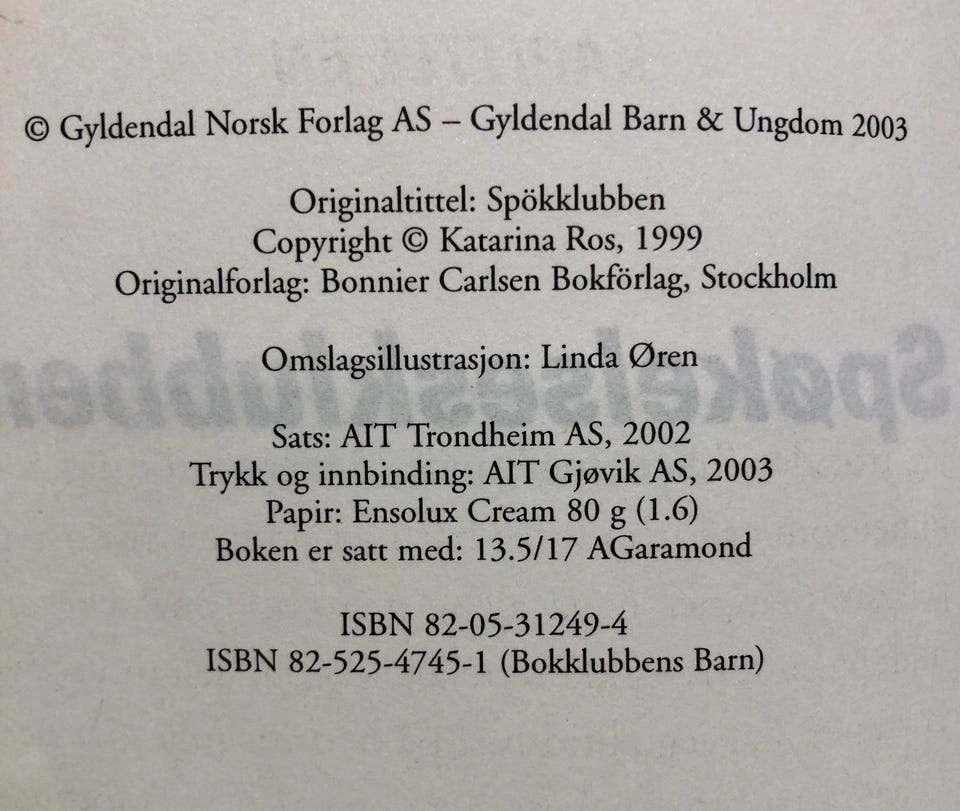 © Gyldendal Norsk Forlag AS – Gyldendal Barn & Ungdom 2003
Originaltittel: Spökklubben
Copyright © Katarina Ros, 1999
Originalforlag: Bonnier Carlsen Bokförlag, Stockholm
Omslagsillustrasjon: Linda Øren
Spøkelsesklubben
Sats: AIT Trondheim AS, 2002
Trykk og innbinding: AIT Gjøvik AS, 2003
Papir: Ensolux Cream 80 g (1.6)
Boken er satt med: 13.5/17 AGaramond
ISBN 82-05-31249-4
ISBN 82-525-4745-1 (Bokklubbens Barn)